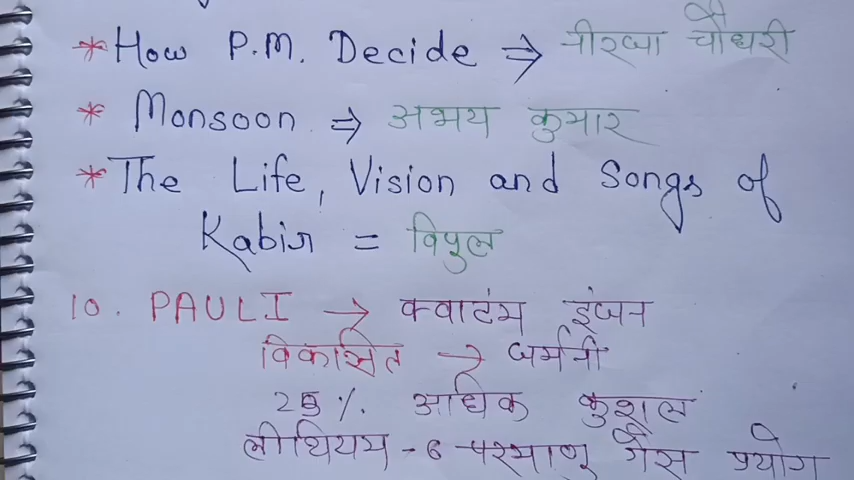 * How P.M. Decide ⇒ नीरजा चौधरी
* Monsoon ⇒ अभय कुमार
* The Life, Vision and Songs of
Kabir = विपुल
10. PAULI → क्वाटंम इंजन
विकसित → जर्मनी
25 % अधिक कुशल
लीथियम - 6 परमाणु गैस प्रयोग